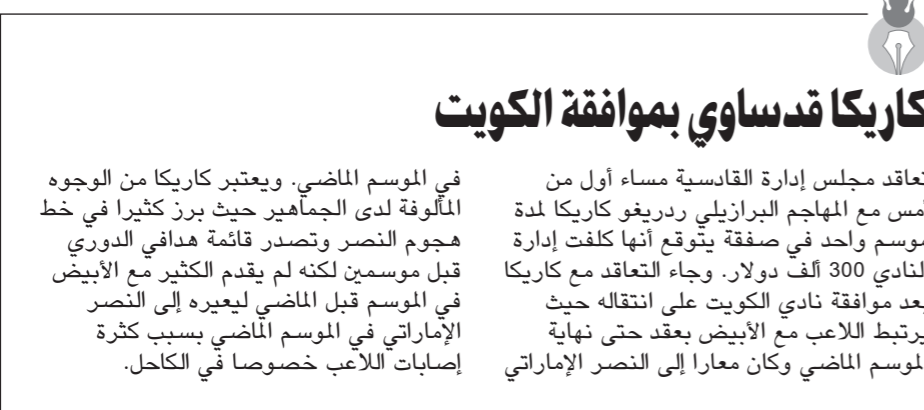 كاريكا قدساوي بموافقة الكويت
تعاقد مجلس إدارة القادسية مساء أول من
أمس مع المهاجم البرازيلي ردريغو كاريكا لمدة
موسم واحد في صفقة يتوقع أنها كلفت إدارة
النادي 300 ألف دولار. وجاء التعاقد مع كاريكا
بعد موافقة نادي الكويت على انتقاله حيث
يرتبط اللاعب مع الأبيض بعقد حتى نهاية
الموسم الماضي وكان معارا إلى النصر الإماراتي
في الموسم الماضي. ويعتبر كاريكا من الوجوه
المألوفة لدى الجماهير حيث برز كثيرا في خط
هجوم النصر وتصدر قائمة هدافي الدوري
قبل موسمين لكنه لم يقدم الكثير مع الأبيض
في الموسم قبل الماضي ليعيره إلى النصر
الإماراتي في الموسم الماضي بسبب كثرة
إصابات اللاعب خصوصا في الكاحل.